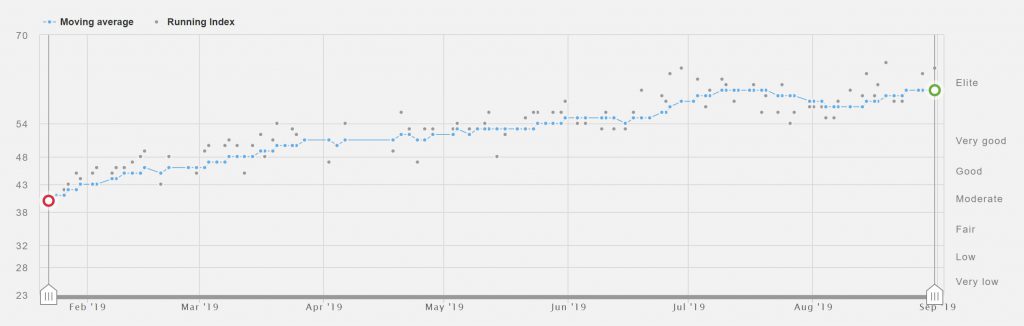 Moving average Running Index
70
Elite
54
Very good
48
Good
43
Moderate
38
Fair
32
Low
28
Very low
23
Feb '19 Mar '19 Apr '19 May '19 Jun '19 Jul '19 Aug '19 Sep '19